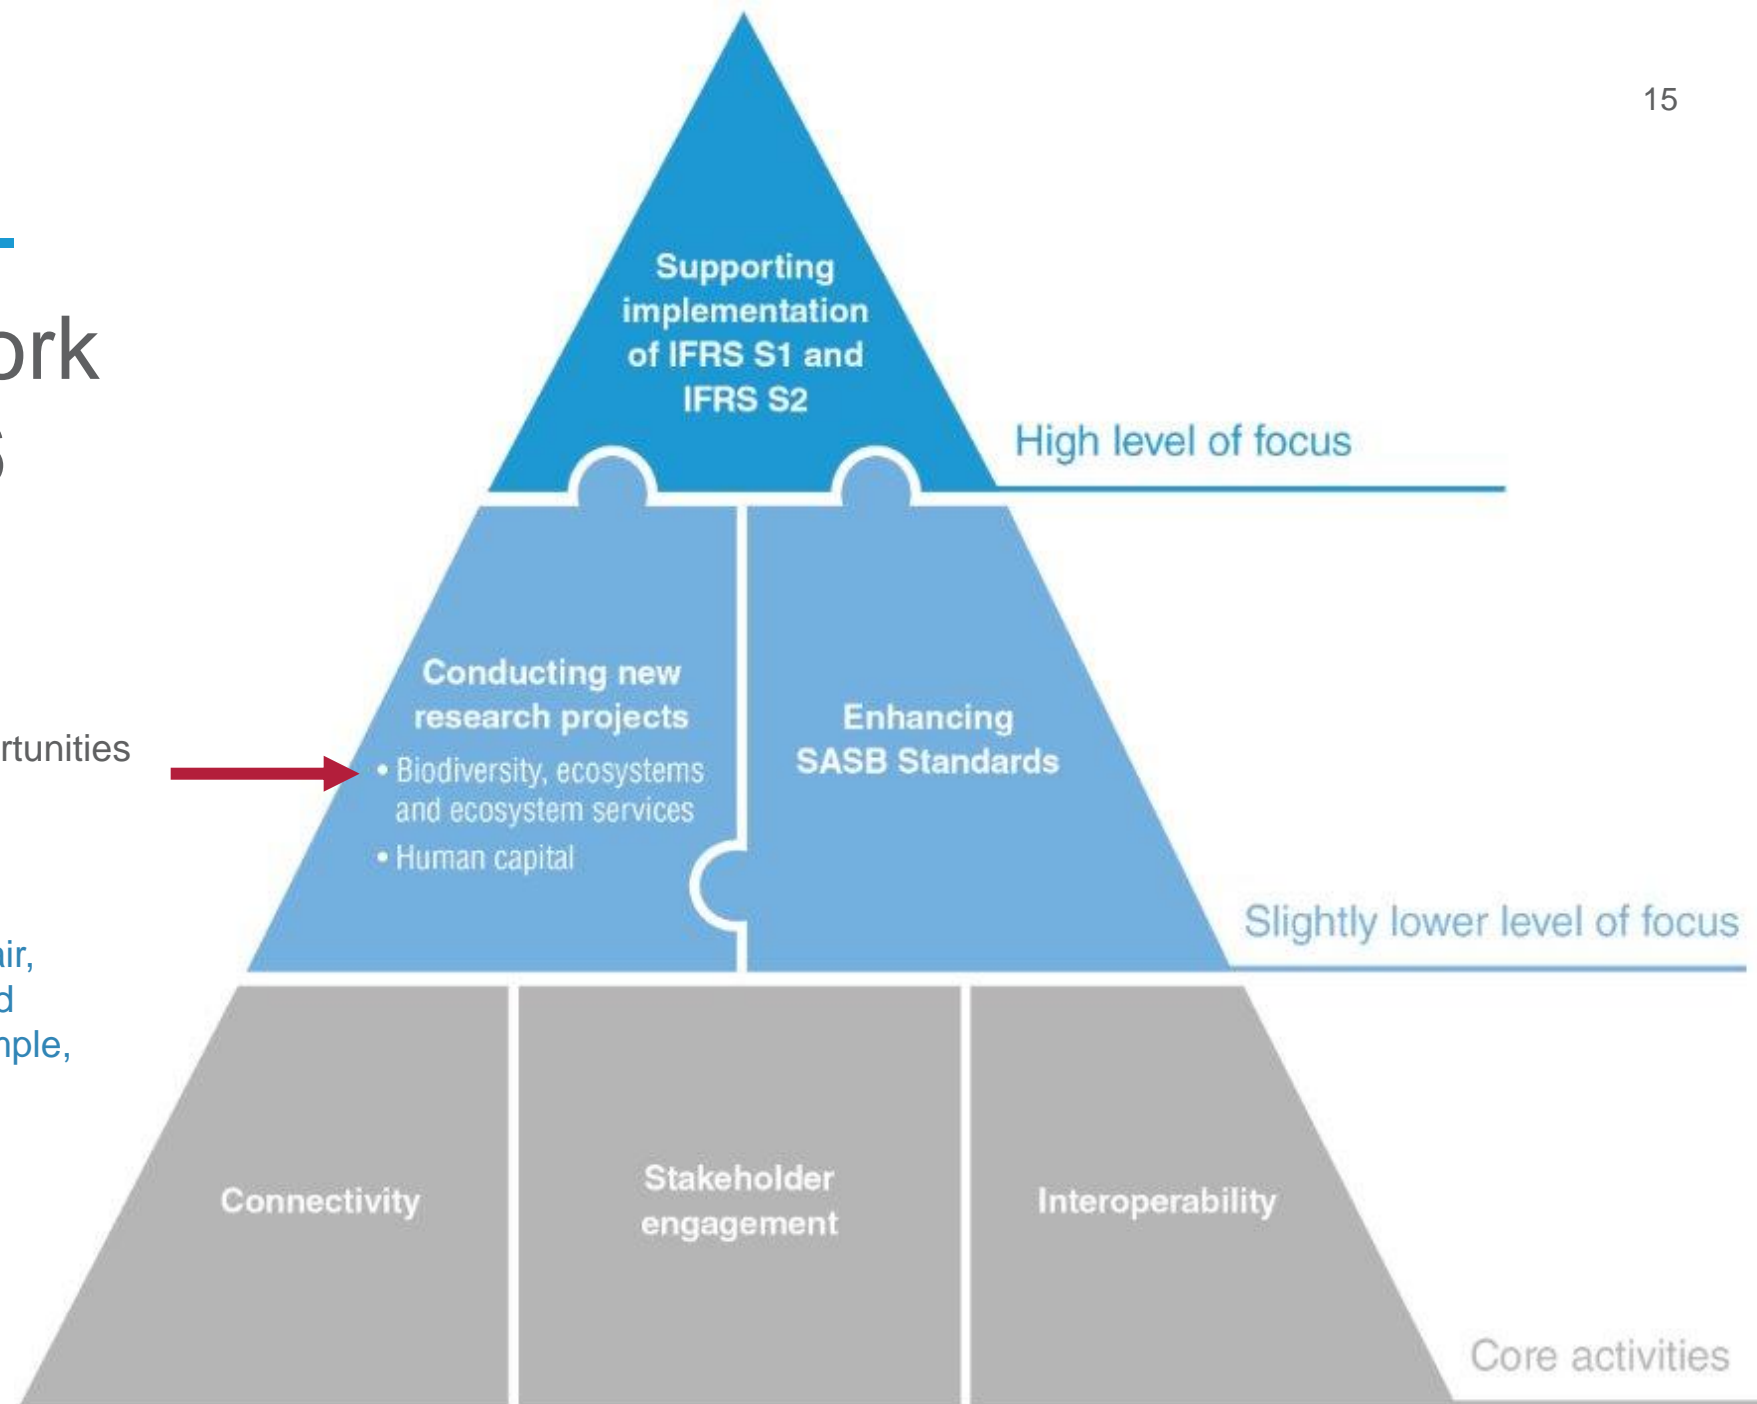 15
ork
s
rtunities
air,
d
mple,
Supporting
implementation
of IFRS S1 and
IFRS S2
High level of focus
Conducting new
research projects
• Biodiversity, ecosystems
and ecosystem services
• Human capital
Enhancing
SASB Standards
Slightly lower level of focus
Connectivity
Stakeholder
engagement
Interoperability
Core activities